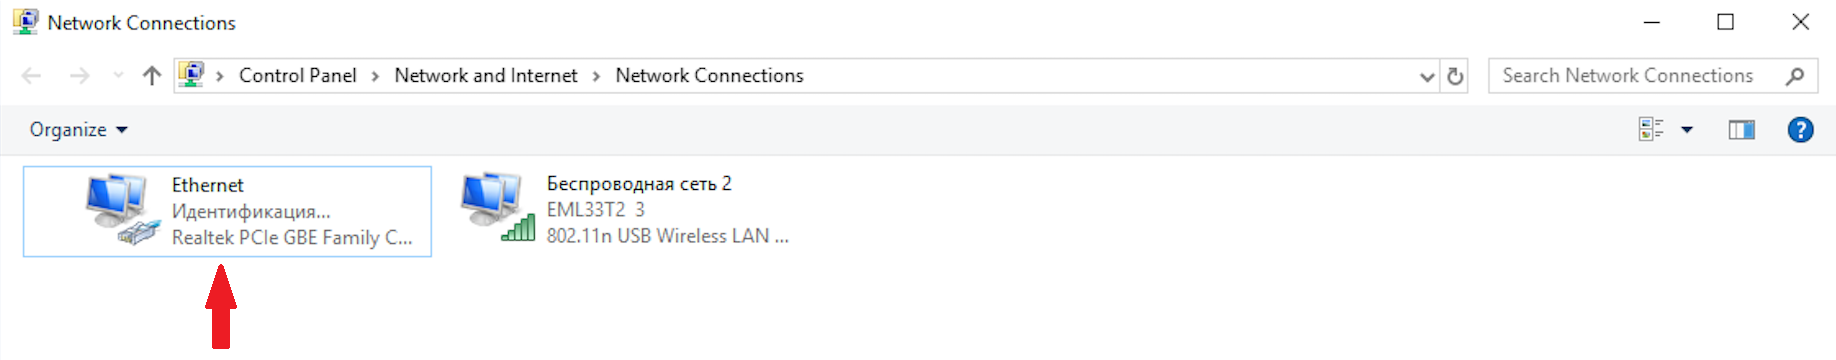 Network Connections
Control Panel > Network and Internet > Network Connections
Search Network Connections
Organize
Ethernet
Идентификация...
Realtek PCIe GBE Family C...
Беспроводная сеть 2
EML33T2 3
802.11n USB Wireless LAN ...